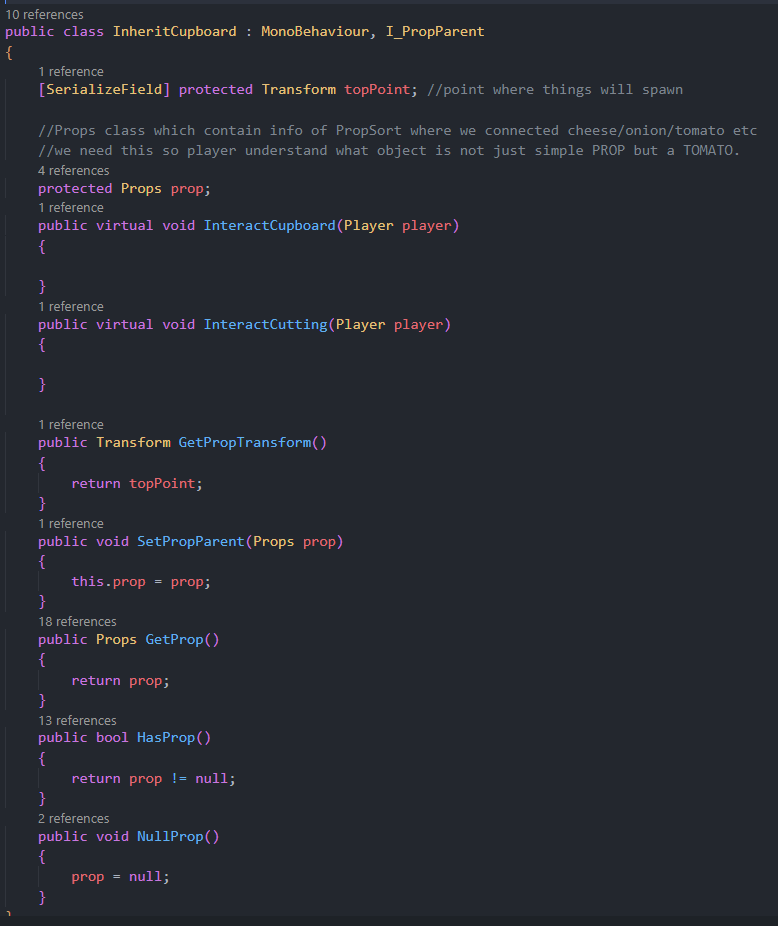 10 references
public class InheritCupboard : MonoBehaviour, I_PropParent
{
1 reference
[SerializeField] protected Transform topPoint; //point where things will spawn
//Props class which contain info of PropSort where we connected cheese/onion/tomato etc
//we need this so player understand what object is not just simple PROP but a TOMATO.
4 references
protected Props prop;
1 reference
public virtual void InteractCupboard(Player player)
{
}
1 reference
public virtual void InteractCutting(Player player)
{
}
1 reference
public Transform GetPropTransform()
{
return topPoint;
}
1 reference
public void SetPropParent(Props prop)
{
this.prop = prop;
}
18 references
public Props GetProp()
{
return prop;
}
13 references
public bool HasProp()
{
return prop != null;
}
2 references
public void NullProp()
{
prop = null;
}
}